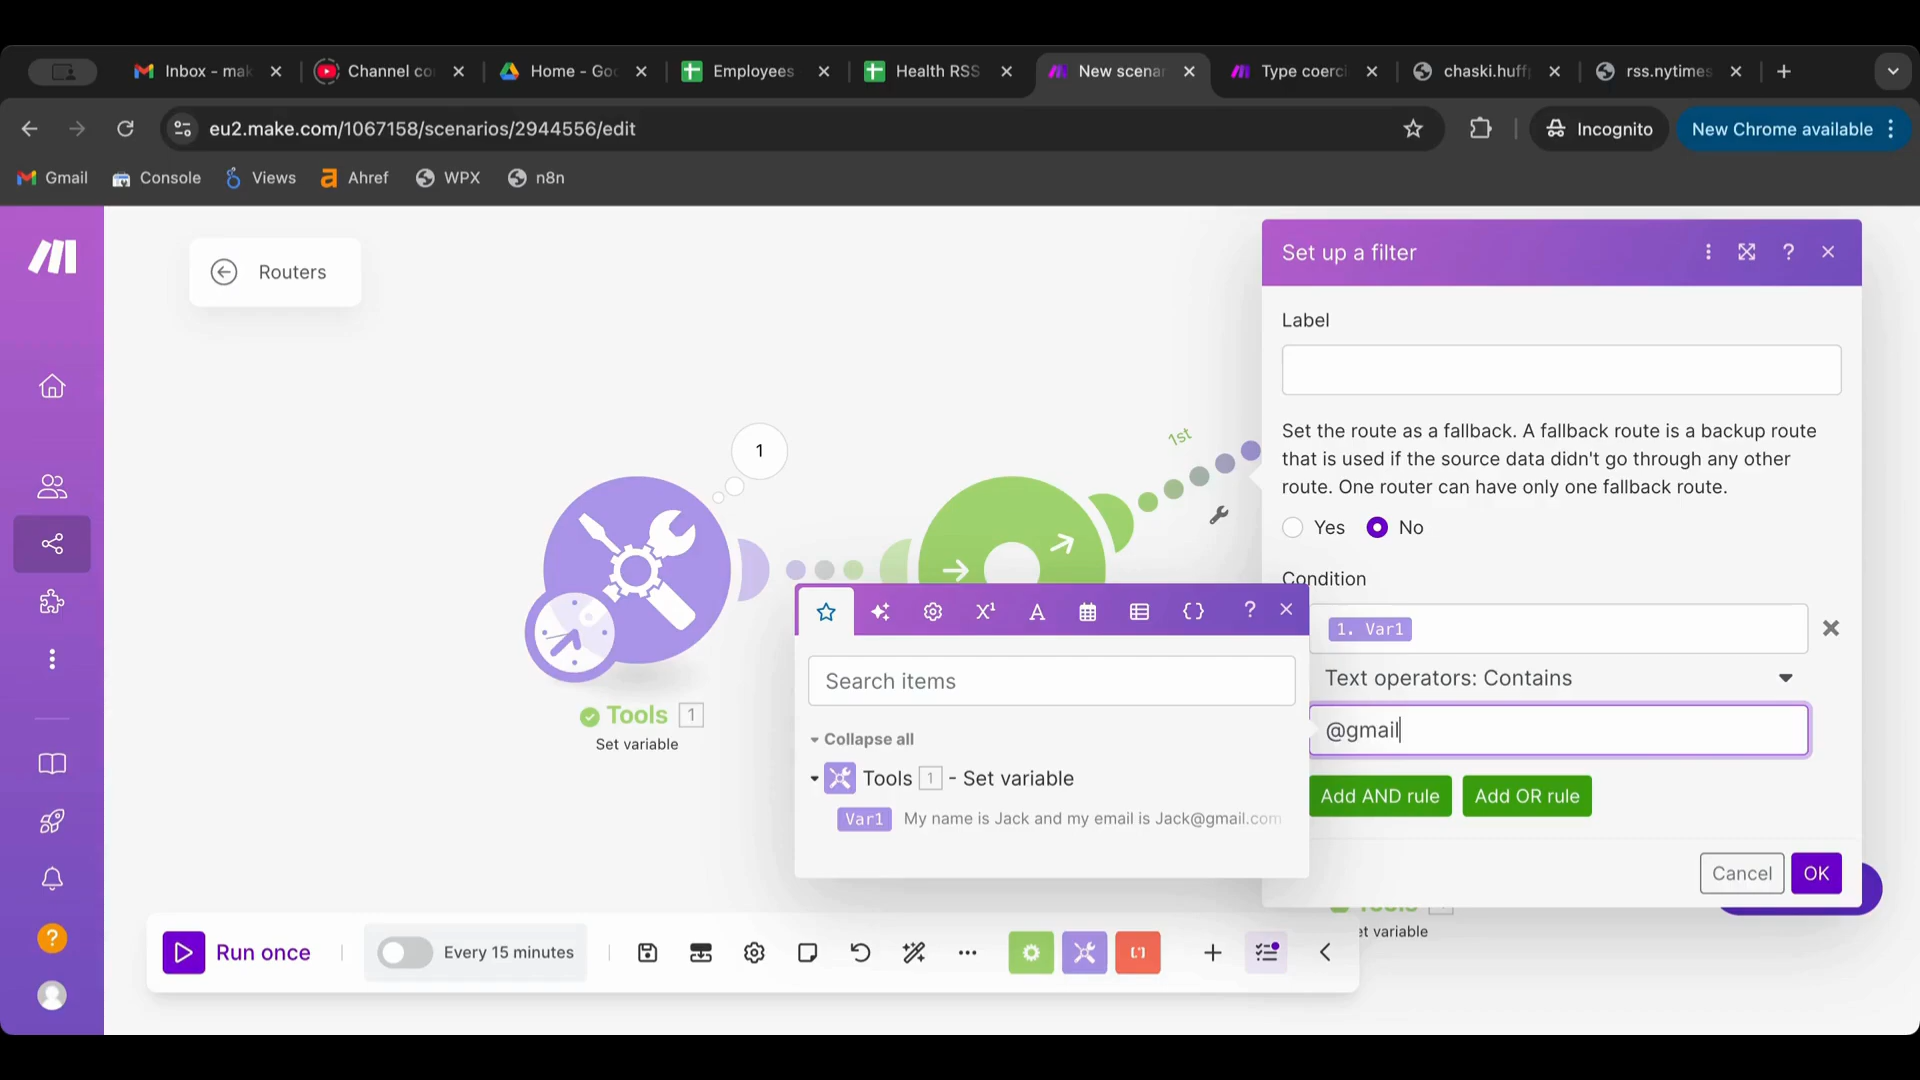 Inbox - mak
Channel co
Home - Goo
Employees
Health RSS
New scenar
Type coerci
chaski.huffp
rss.nytimes
eu2.make.com/1067158/scenarios/2944556/edit
Incognito
New Chrome available
Gmail
Console
Views
Ahref
WPX
n8n
Routers
Set up a filter
Label
Set the route as a fallback. A fallback route is a backup route
that is used if the source data didn't go through any other
route. One router can have only one fallback route.
Yes
No
Condition
1. Var1
Text operators: Contains
@gmail
Add AND rule
Add OR rule
Cancel
OK
1st
1
Tools 1
Set variable
Search items
Collapse all
Tools 1 - Set variable
Var1 My name is Jack and my email is Jack@gmail.com
Run once
Every 15 minutes
et variable